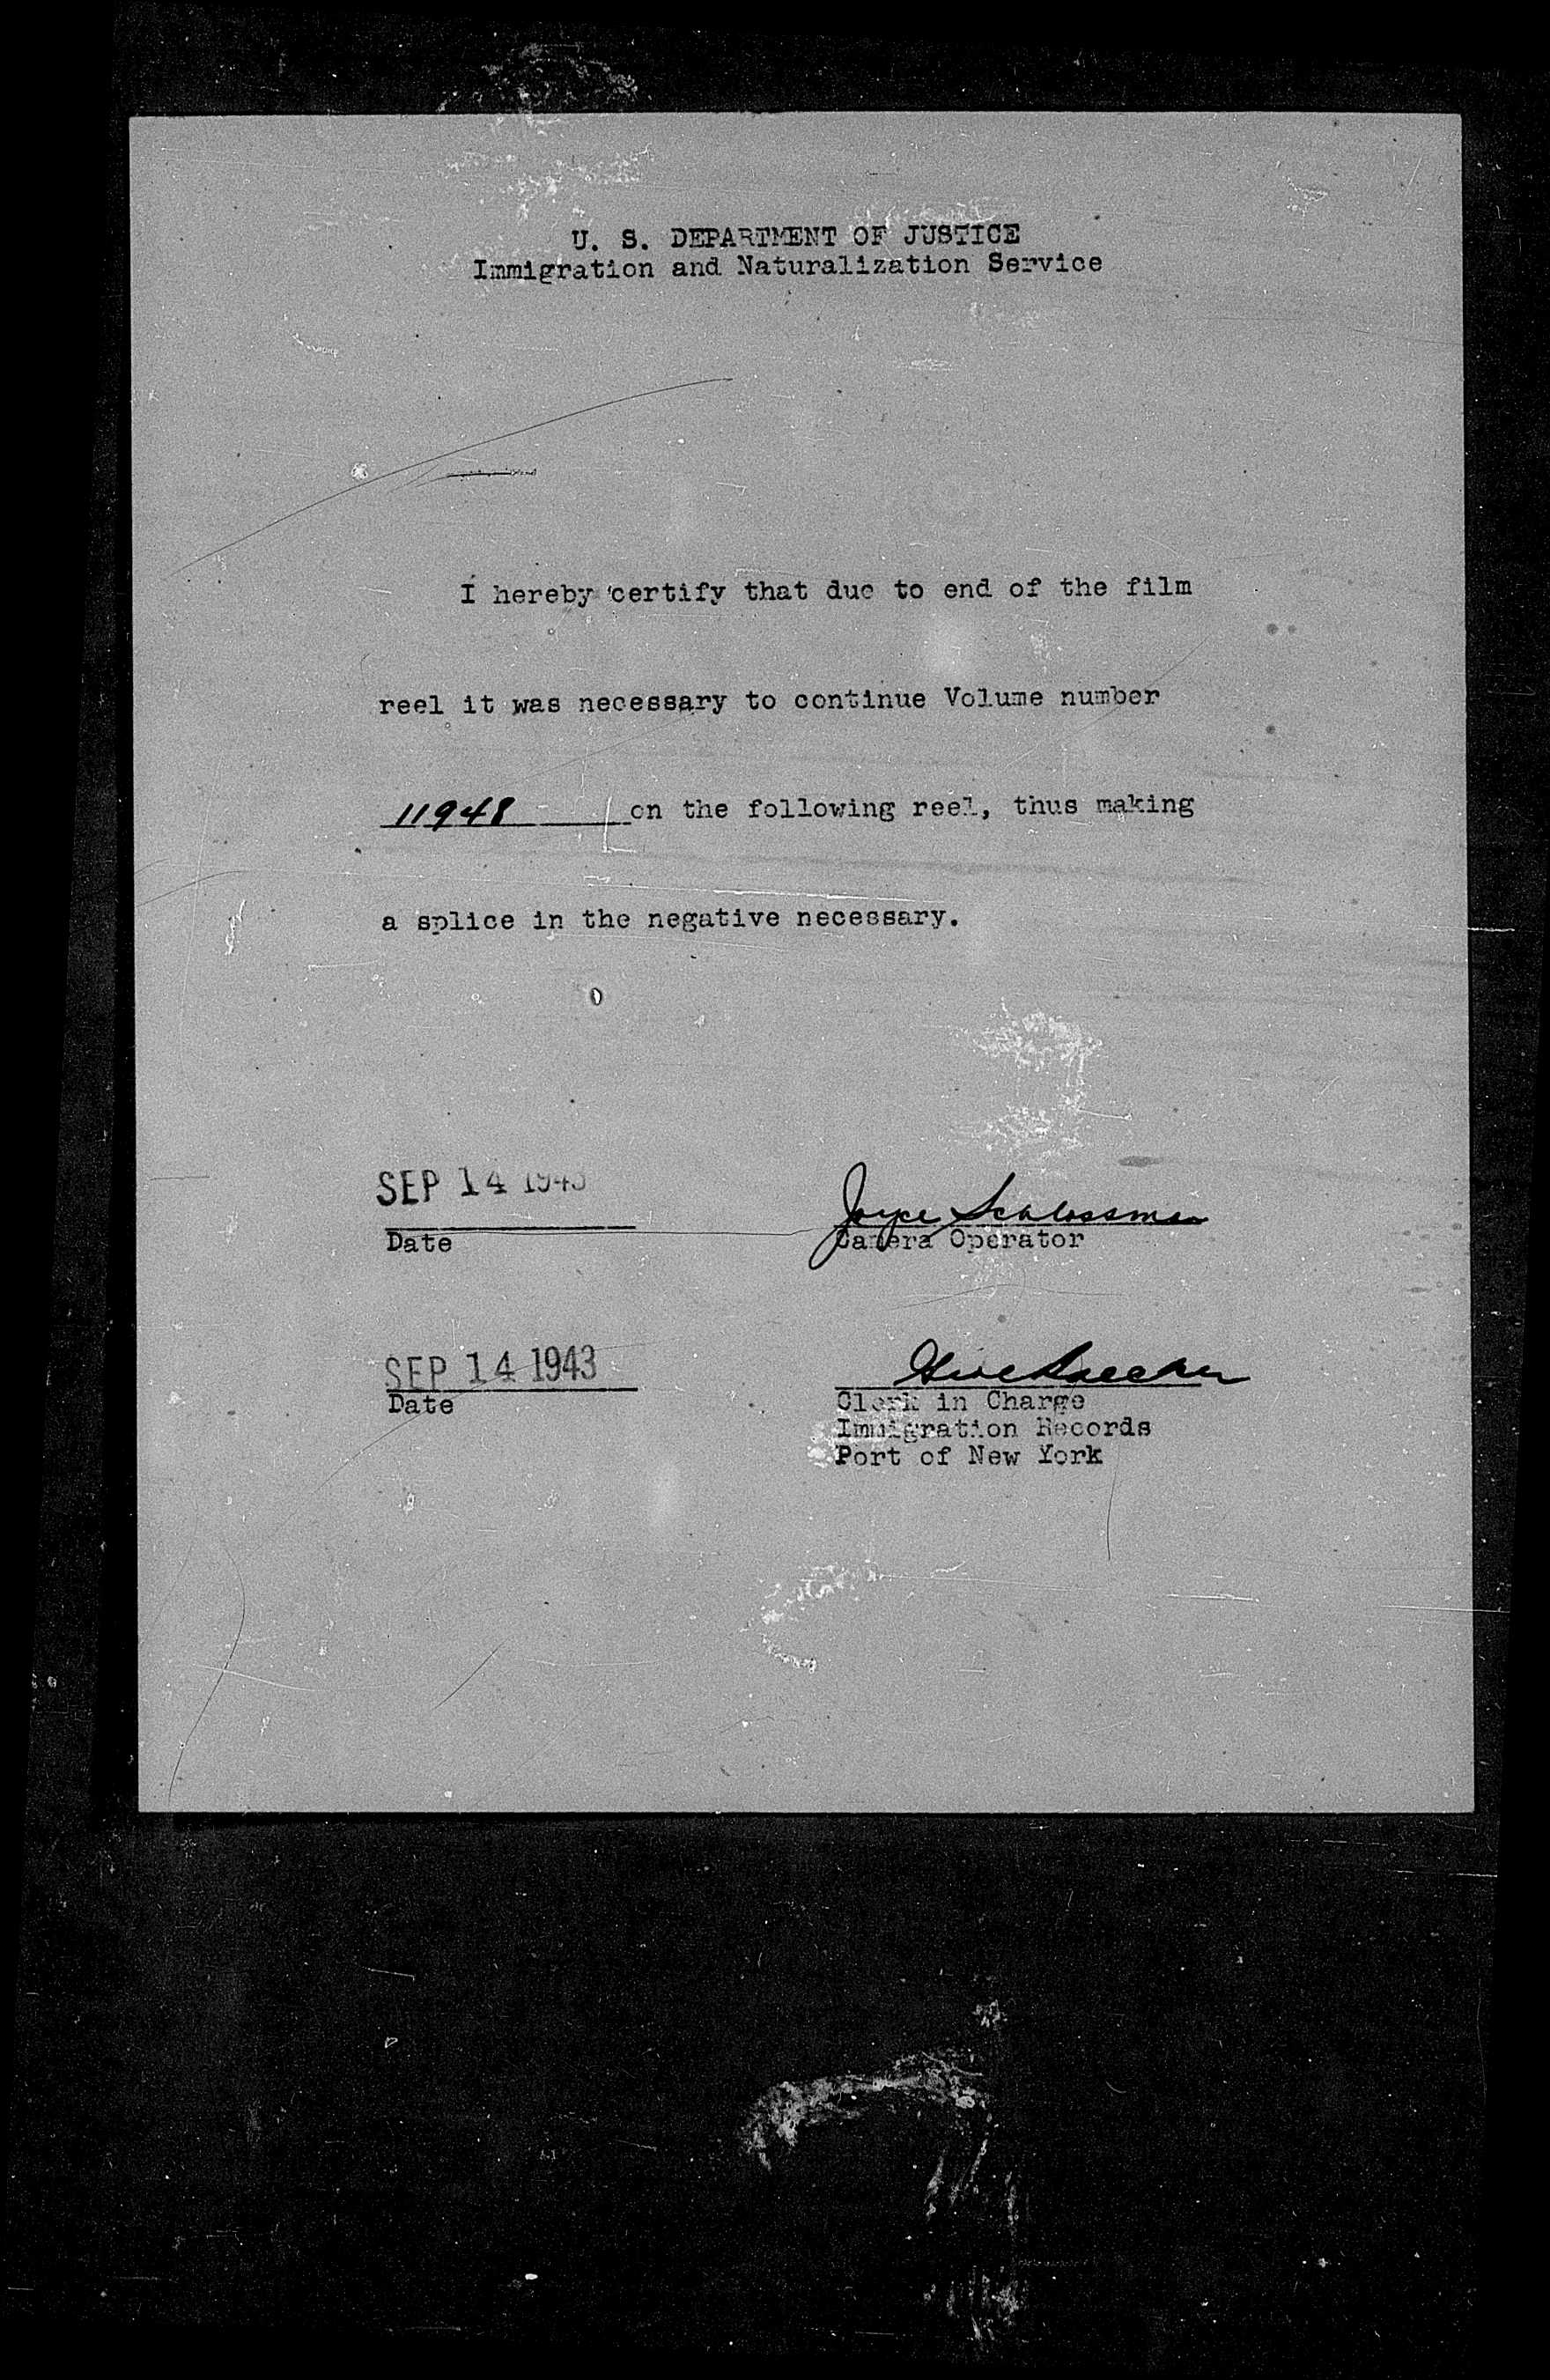 U. S. DEPARTMENT OF JUSTICE
Immigration and Naturalization Service
I hereby certify that due to end of the film
reel it was necessary to continue Volume number
11948 on the following reel, thus making
a splice in the negative necessary.
SEP 14 1943
Joyce Schlossman
Date
Camera Operator
SEP 14 1943
Date
Clerk in Charge
Immigration Records
Port of New York